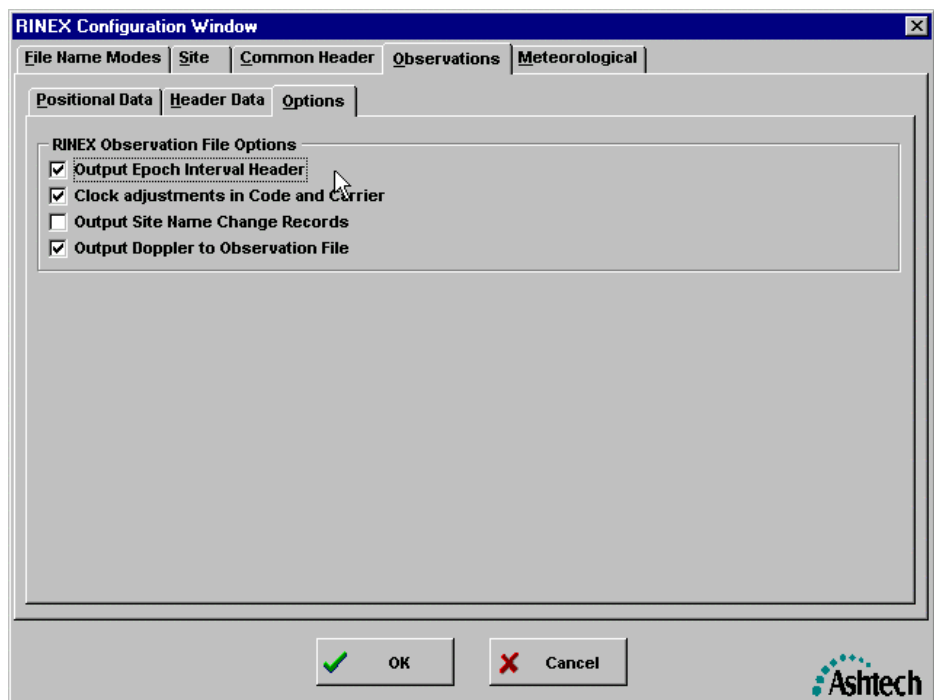 RINEX Configuration Window
File Name Modes Site Common Header Observations Meteorological
Positional Data Header Data Options
RINEX Observation File Options
Output Epoch Interval Header
Clock adjustments in Code and Carrier
Output Site Name Change Records
Output Doppler to Observation File
OK Cancel
Ashtech